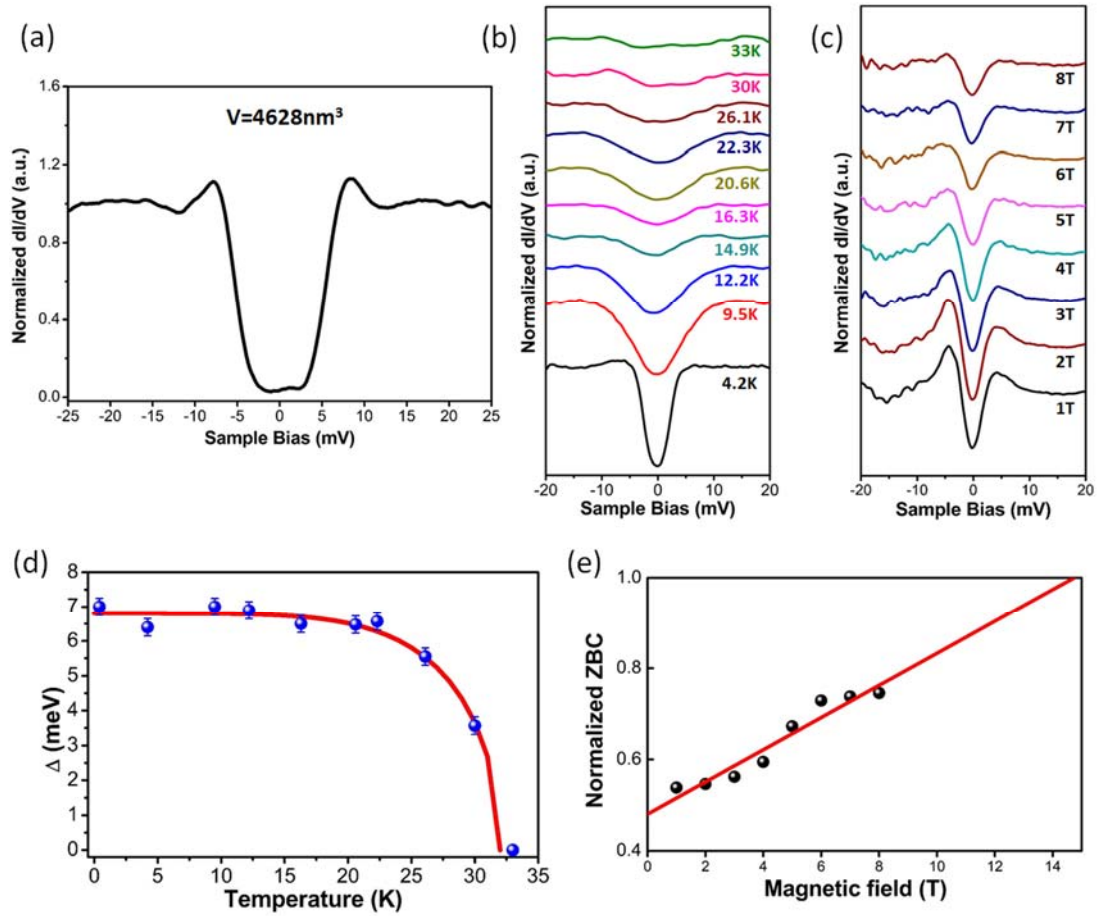 (a)
V=4628nm³
Normalized dI/dV (a.u.)
1.6
1.2
0.8
0.4
0.0
-25 -20 -15 -10 -5 0 5 10 15 20 25
Sample Bias (mV)
(b)
Normalized dI/dV (a.u.)
33K
30K
26.1K
22.3K
20.6K
16.3K
14.9K
12.2K
9.5K
4.2K
-20 -10 0 10 20
Sample Bias (mV)
(c)
Normalized dI/dV (a.u.)
8T
7T
6T
5T
4T
3T
2T
1T
-20 -10 0 10 20
Sample Bias (mV)
(d)
Δ (meV)
8
7
6
5
4
3
2
1
0
0 5 10 15 20 25 30 35
Temperature (K)
(e)
Normalized ZBC
1.0
0.8
0.6
0.4
0 2 4 6 8 10 12 14
Magnetic field (T)